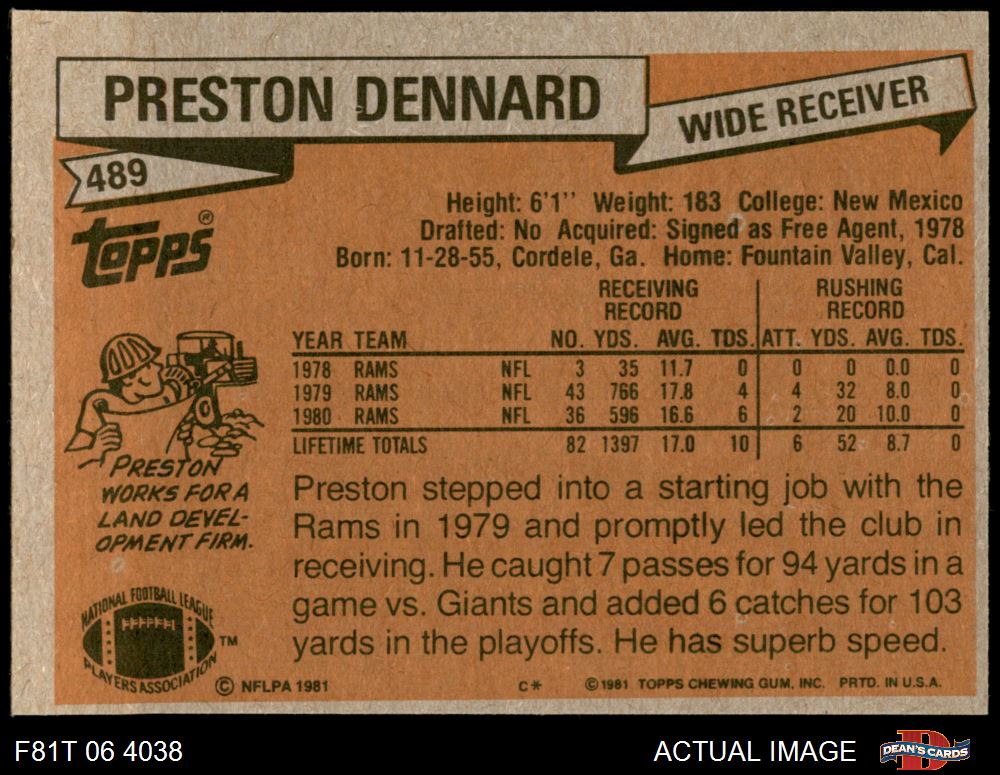 PRESTON DENNARD
WIDE RECEIVER
489
Topps®
Height: 6'1'' Weight: 183 College: New Mexico
Drafted: No Acquired: Signed as Free Agent, 1978
Born: 11-28-55, Cordele, Ga. Home: Fountain Valley, Cal.
RECEIVING RUSHING
RECORD RECORD
YEAR TEAM NO. YDS. AVG. TDS. ATT. YDS. AVG. TDS.
1978 RAMS NFL 3 35 11.7 0 0 0 0.0 0
1979 RAMS NFL 43 766 17.8 4 4 32 8.0 0
1980 RAMS NFL 36 596 16.6 6 2 20 10.0 0
LIFETIME TOTALS 82 1397 17.0 10 6 52 8.7 0
PRESTON
WORKS FOR A
LAND DEVEL-
OPMENT FIRM.
Preston stepped into a starting job with the
Rams in 1979 and promptly led the club in
receiving. He caught 7 passes for 94 yards in a
game vs. Giants and added 6 catches for 103
yards in the playoffs. He has superb speed.
NATIONAL FOOTBALL LEAGUE
PLAYERS ASSOCIATION
TM
© NFLPA 1981 C* © 1981 TOPPS CHEWING GUM, INC. PRTD. IN U.S.A.
F81T 06 4038 ACTUAL IMAGE
D
DEAN'S CARDS